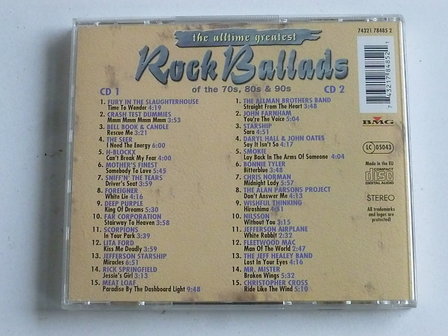 the alltime greatest
Rock Ballads
of the 70s, 80s & 90s
CD 1
1. FURY IN THE SLAUGHTERHOUSE
Time To Wonder 4:19
2. CRASH TEST DUMMIES
Mmm Mmm Mmm Mmm 3:53
3. BELL BOOK & CANDLE
Rescue Me 3:21
4. THE SEER
I Need The Energy 6:00
5. H-BLOCKX
Can't Break My Fear 4:00
6. MOTHER'S FINEST
Somebody To Love 5:45
7. SNIFF'N' THE TEARS
Driver's Seat 3:59
8. FOREIGNER
White Lie 4:16
9. DEEP PURPLE
King Of Dreams 5:30
10. FAR CORPORATION
Stairway To Heaven 3:58
11. SCORPIONS
In Your Park 3:39
12. LITA FORD
Kiss Me Deadly 3:59
13. JEFFERSON STARSHIP
Miracles 6:51
14. RICK SPRINGFIELD
Jessie's Girl 3:13
15. MEAT LOAF
Paradise By The Dashboard Light 9:48
CD 2
1. THE ALLMAN BROTHERS BAND
Straight From The Heart 3:48
2. JOHN FARNHAM
You're The Voice 5:04
3. STARSHIP
Sara 4:51
4. DARYL HALL & JOHN OATES
Say It Isn't So 4:17
5. SMOKIE
Lay Back In The Arms Of Someone 4:04
6. BONNIE TYLER
Bitterblue 3:48
7. CHRIS NORMAN
Midnight Lady 5:57
8. THE ALAN PARSONS PROJECT
Don't Answer Me 4:13
9. WISHFUL THINKING
Hiroshima 4:51
10. NILSSON
Without You 3:15
11. JEFFERSON AIRPLANE
White Rabbit 2:32
12. FLEETWOOD MAC
Man Of The World 2:47
13. THE JEFF HEALEY BAND
Lost In Your Eyes 4:16
14. MR. MISTER
Broken Wings 5:32
15. CHRISTOPHER CROSS
Ride Like The Wind 5:10
74321 78485 2
BMG
LC 05043
Made in the EU
COMPACT
disc
DIGITAL AUDIO
STEREO
All trademarks
and logos are
protected!